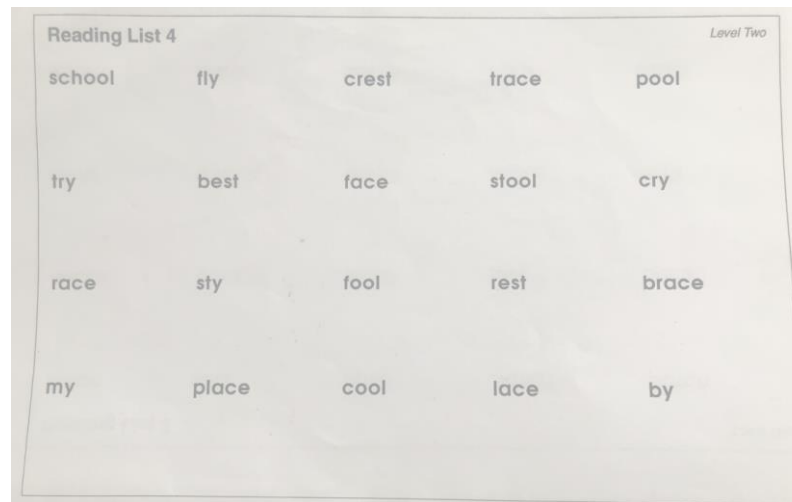 Reading List 4 Level Two
school fly crest trace pool
try best face stool cry
race sty fool rest brace
my place cool lace by